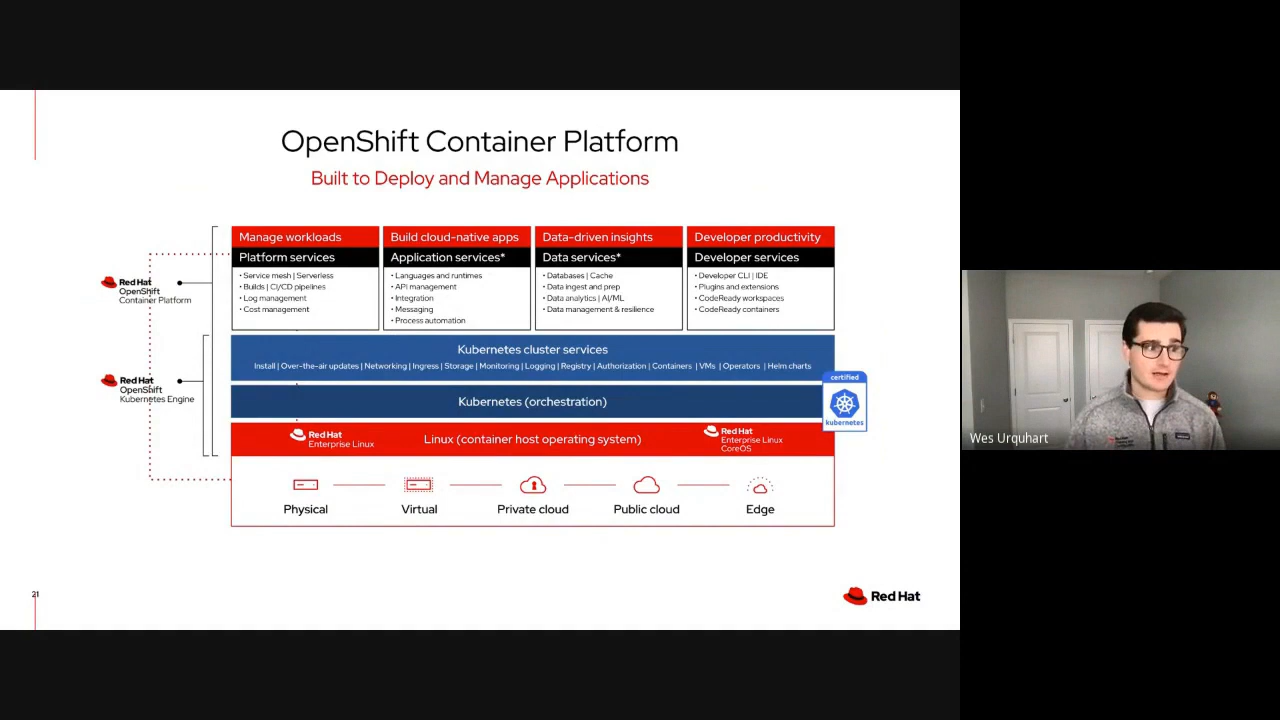 OpenShift Container Platform
Built to Deploy and Manage Applications
Manage workloads
Platform services
• Service mesh | Serverless
• Builds | CI/CD pipelines
• Log management
• Cost management
Build cloud-native apps
Application services*
• Languages and runtimes
• API management
• Integration
• Messaging
• Process automation
Data-driven insights
Data services*
• Databases | Cache
• Data ingest and prep
• Data analytics | AI/ML
• Data management & resilience
Developer productivity
Developer services
• Developer CLI | IDE
• Plugins and extensions
• CodeReady workspaces
• CodeReady containers
Red Hat
OpenShift
Container Platform
Kubernetes cluster services
Install | Over-the-air updates | Networking | Ingress | Storage | Monitoring | Logging | Registry | Authorization | Containers | VMs | Operators | Helm charts
Red Hat
OpenShift
Kubernetes Engine
Kubernetes (orchestration)
certified
kubernetes
Red Hat
Enterprise Linux
Linux (container host operating system)
Red Hat
Enterprise Linux
CoreOS
Physical
Virtual
Private cloud
Public cloud
Edge
21
Red Hat
Wes Urquhart